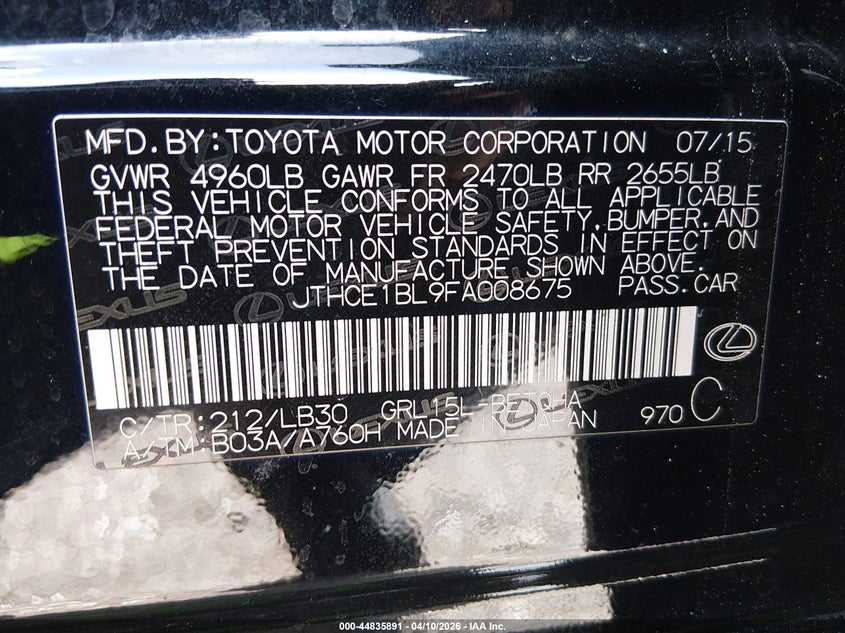 MFD.BY:TOYOTA MOTOR CORPORATION 07/15
GVWR 4960LB GAWR FR 2470LB RR 2655LB
THIS VEHICLE CONFORMS TO ALL APPLICABLE
FEDERAL MOTOR VEHICLE SAFETY,BUMPER,AND
THEFT PREVENTION STANDARDS IN EFFECT ON
THE DATE OF MANUFACTURE SHOWN ABOVE.
JTHCE1BL9FA008675 PASS.CAR
C/TR:212/LB30 GRL15L-BETQHA
A/TM:B03A/A760H MADE IN JAPAN 970 C
000-44835891 | 04/10/2026 - IAA Inc.